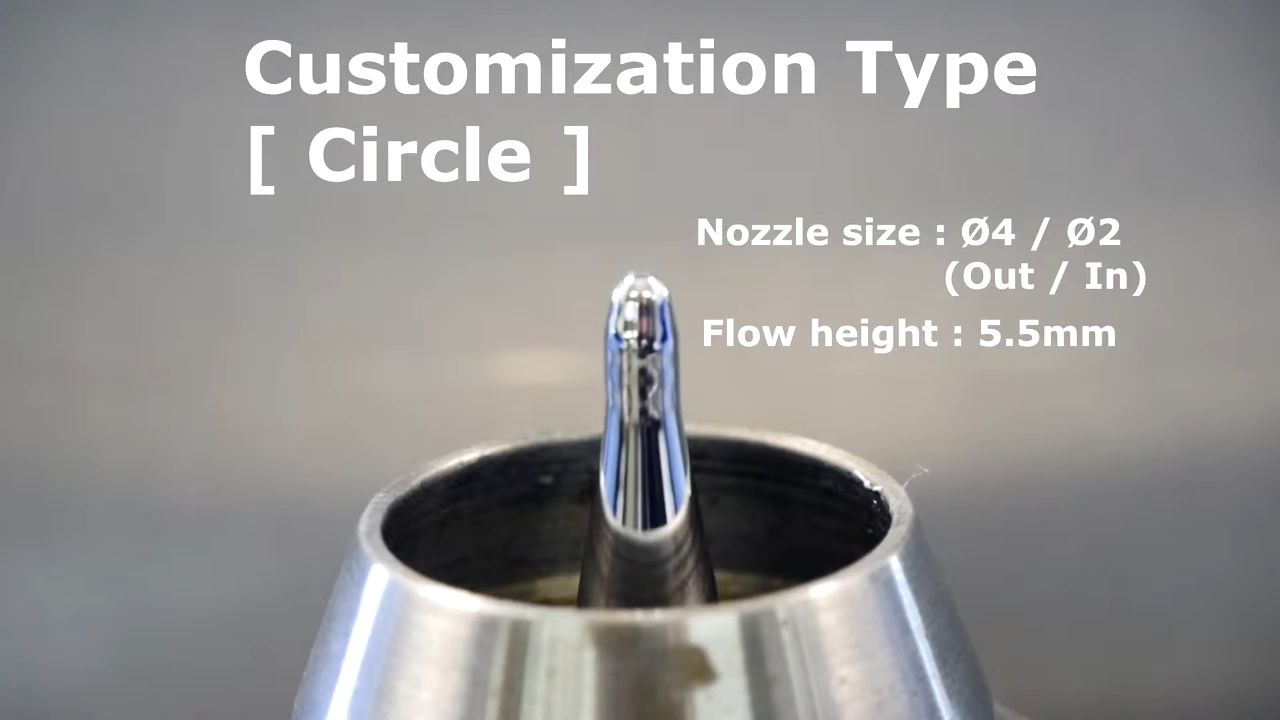 Customization Type
[ Circle ]
Nozzle size : Ø4 / Ø2
(Out / In)
Flow height : 5.5mm